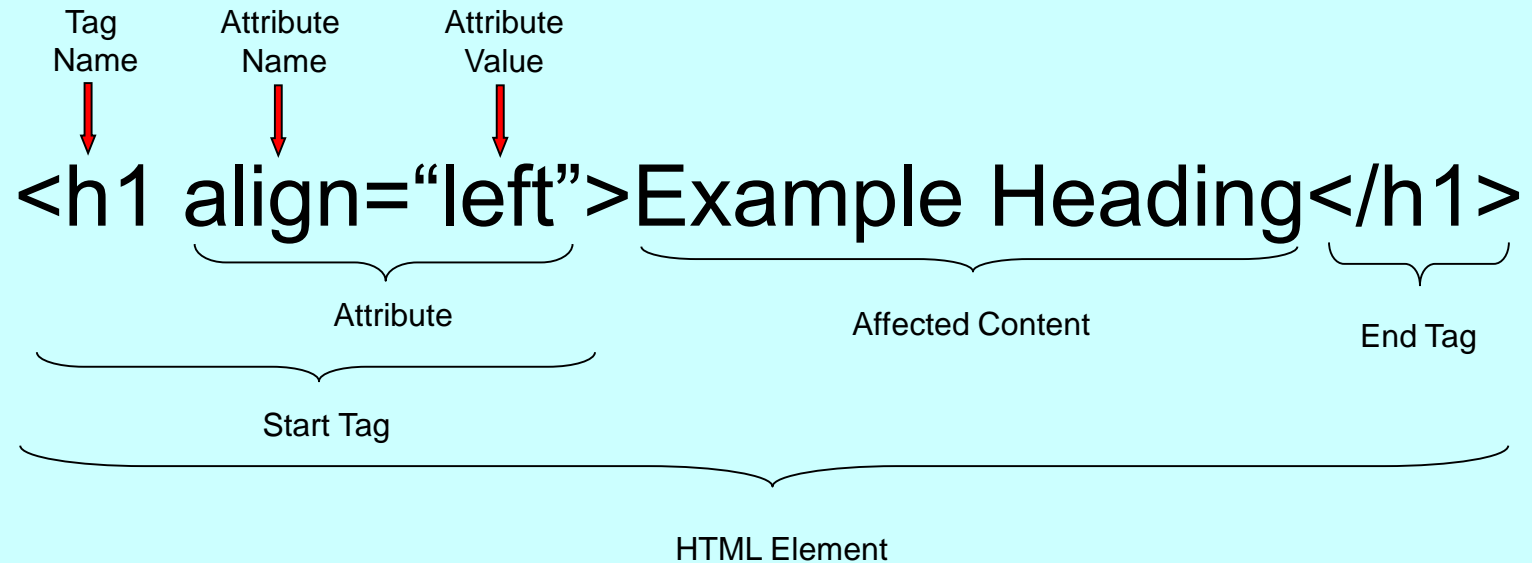 Tag Name
Attribute Name
Attribute Value
<h1 align=“left”>Example Heading</h1>
Attribute
Affected Content
End Tag
Start Tag
HTML Element